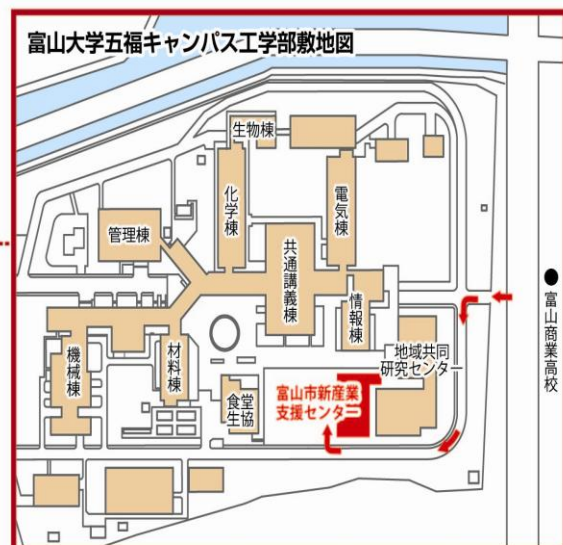 富山大学五福キャンパス工学部敷地図
生物棟
化学棟
電気棟
管理棟
共通講義棟
情報棟
機械棟
材料棟
地域共同
研究センター
食堂
生協
富山市新産業
支援センター
●富山商業高校